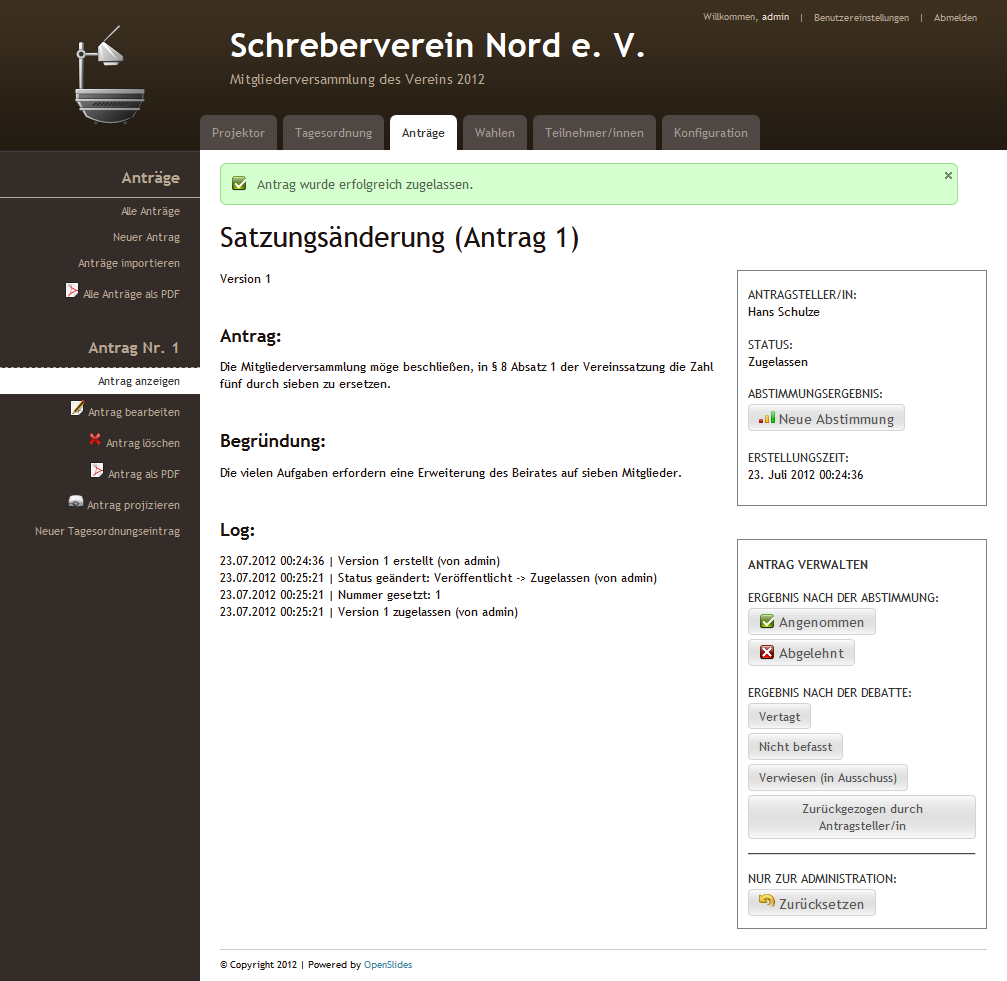 Willkommen, admin | Benutzereinstellungen | Abmelden
Schreberverein Nord e. V.
Mitgliederversammlung des Vereins 2012
Projektor
Tagesordnung
Anträge
Wahlen
Teilnehmer/innen
Konfiguration
Anträge
Alle Anträge
Neuer Antrag
Anträge importieren
Alle Anträge als PDF
Antrag Nr. 1
Antrag anzeigen
Antrag bearbeiten
Antrag löschen
Antrag als PDF
Antrag projizieren
Neuer Tagesordnungseintrag
Antrag wurde erfolgreich zugelassen.
Satzungsänderung (Antrag 1)
Version 1
Antrag:
Die Mitgliederversammlung möge beschließen, in § 8 Absatz 1 der Vereinssatzung die Zahl
fünf durch sieben zu ersetzen.
Begründung:
Die vielen Aufgaben erfordern eine Erweiterung des Beirates auf sieben Mitglieder.
Log:
23.07.2012 00:24:36 | Version 1 erstellt (von admin)
23.07.2012 00:25:21 | Status geändert: Veröffentlicht -> Zugelassen (von admin)
23.07.2012 00:25:21 | Nummer gesetzt: 1
23.07.2012 00:25:21 | Version 1 zugelassen (von admin)
ANTRAGSTELLER/IN:
Hans Schulze
STATUS:
Zugelassen
ABSTIMMUNGSERGEBNIS:
Neue Abstimmung
ERSTELLUNGSZEIT:
23. Juli 2012 00:24:36
ANTRAG VERWALTEN
ERGEBNIS NACH DER ABSTIMMUNG:
Angenommen
Abgelehnt
ERGEBNIS NACH DER DEBATTE:
Vertagt
Nicht befasst
Verwiesen (in Ausschuss)
Zurückgezogen durch
Antragsteller/in
NUR ZUR ADMINISTRATION:
Zurücksetzen
© Copyright 2012 | Powered by OpenSlides